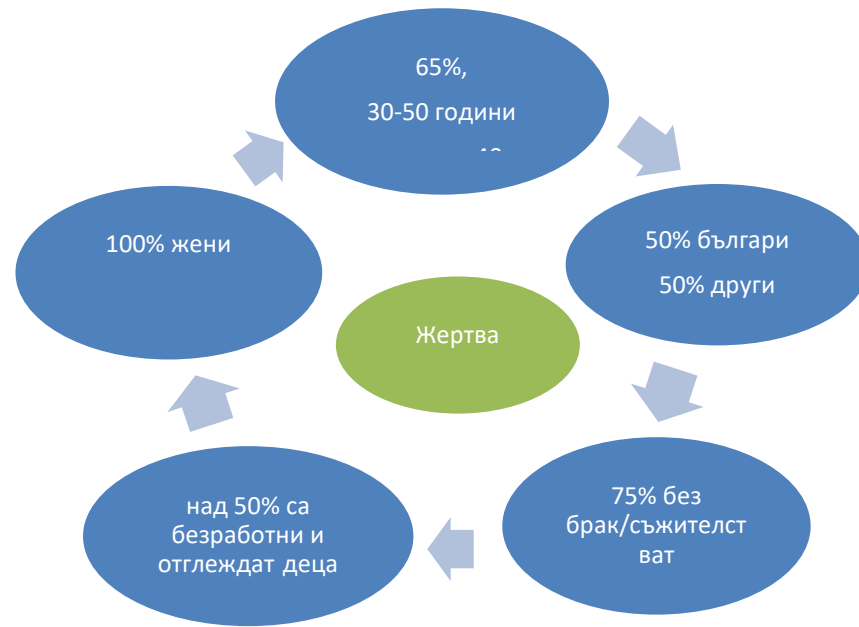 65%,
30-50 години
50% българи
50% други
75% без
брак/съжителст
ват
над 50% са
безработни и
отглеждат деца
100% жени
Жертва